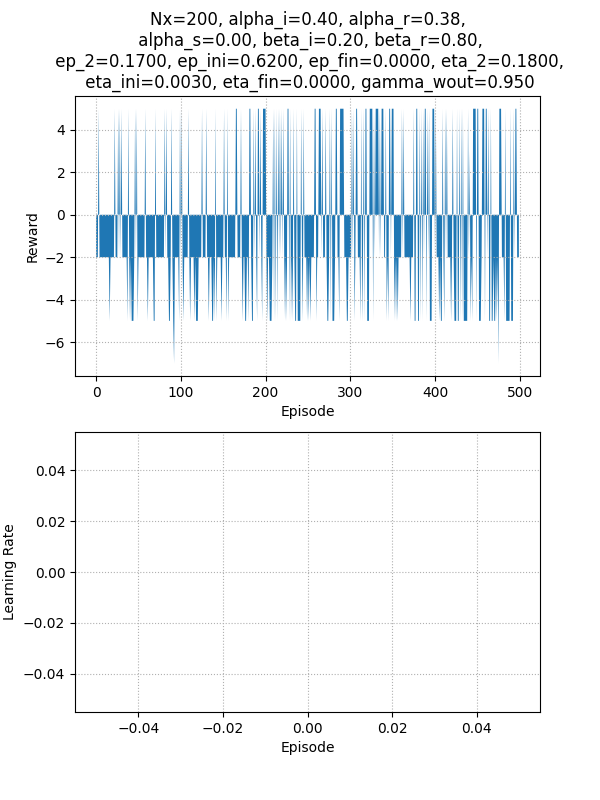 Nx=200, alpha_i=0.40, alpha_r=0.38,
alpha_s=0.00, beta_i=0.20, beta_r=0.80,
ep_2=0.1700, ep_ini=0.6200, ep_fin=0.0000, eta_2=0.1800,
eta_ini=0.0030, eta_fin=0.0000, gamma_wout=0.950
4
2
0
−2
−4
−6
Reward
0 100 200 300 400 500
Episode
0.04
0.02
0.00
−0.02
−0.04
Learning Rate
−0.04 −0.02 0.00 0.02 0.04
Episode